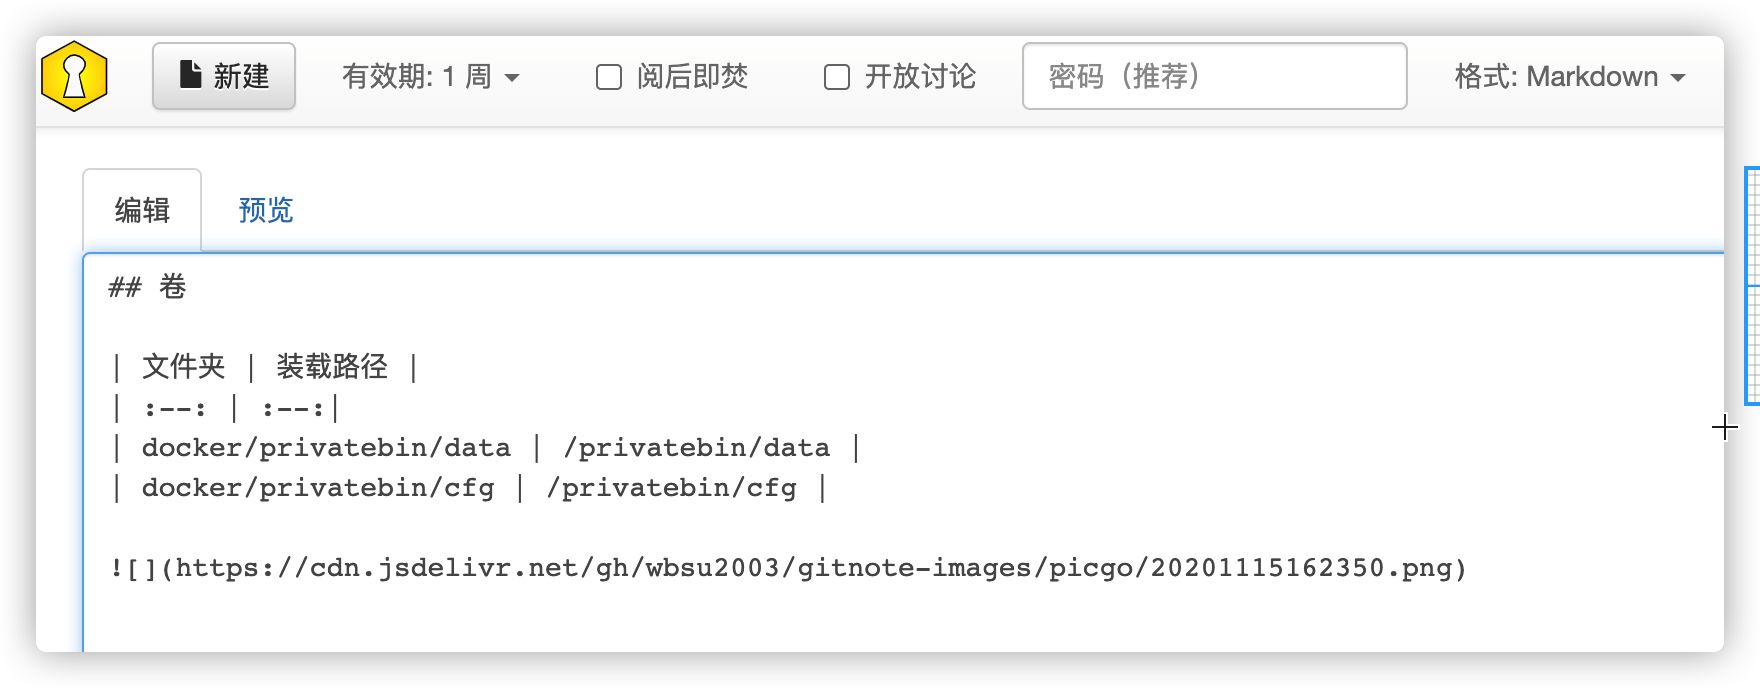 新建 有效期: 1 周 阅后即焚 开放讨论 密码（推荐） 格式: Markdown
编辑 预览
## 卷
| 文件夹 | 装载路径 |
| :--: | :--:|
| docker/privatebin/data | /privatebin/data |
| docker/privatebin/cfg | /privatebin/cfg |
![](https://cdn.jsdelivr.net/gh/wbsu2003/gitnote-images/picgo/20201115162350.png)